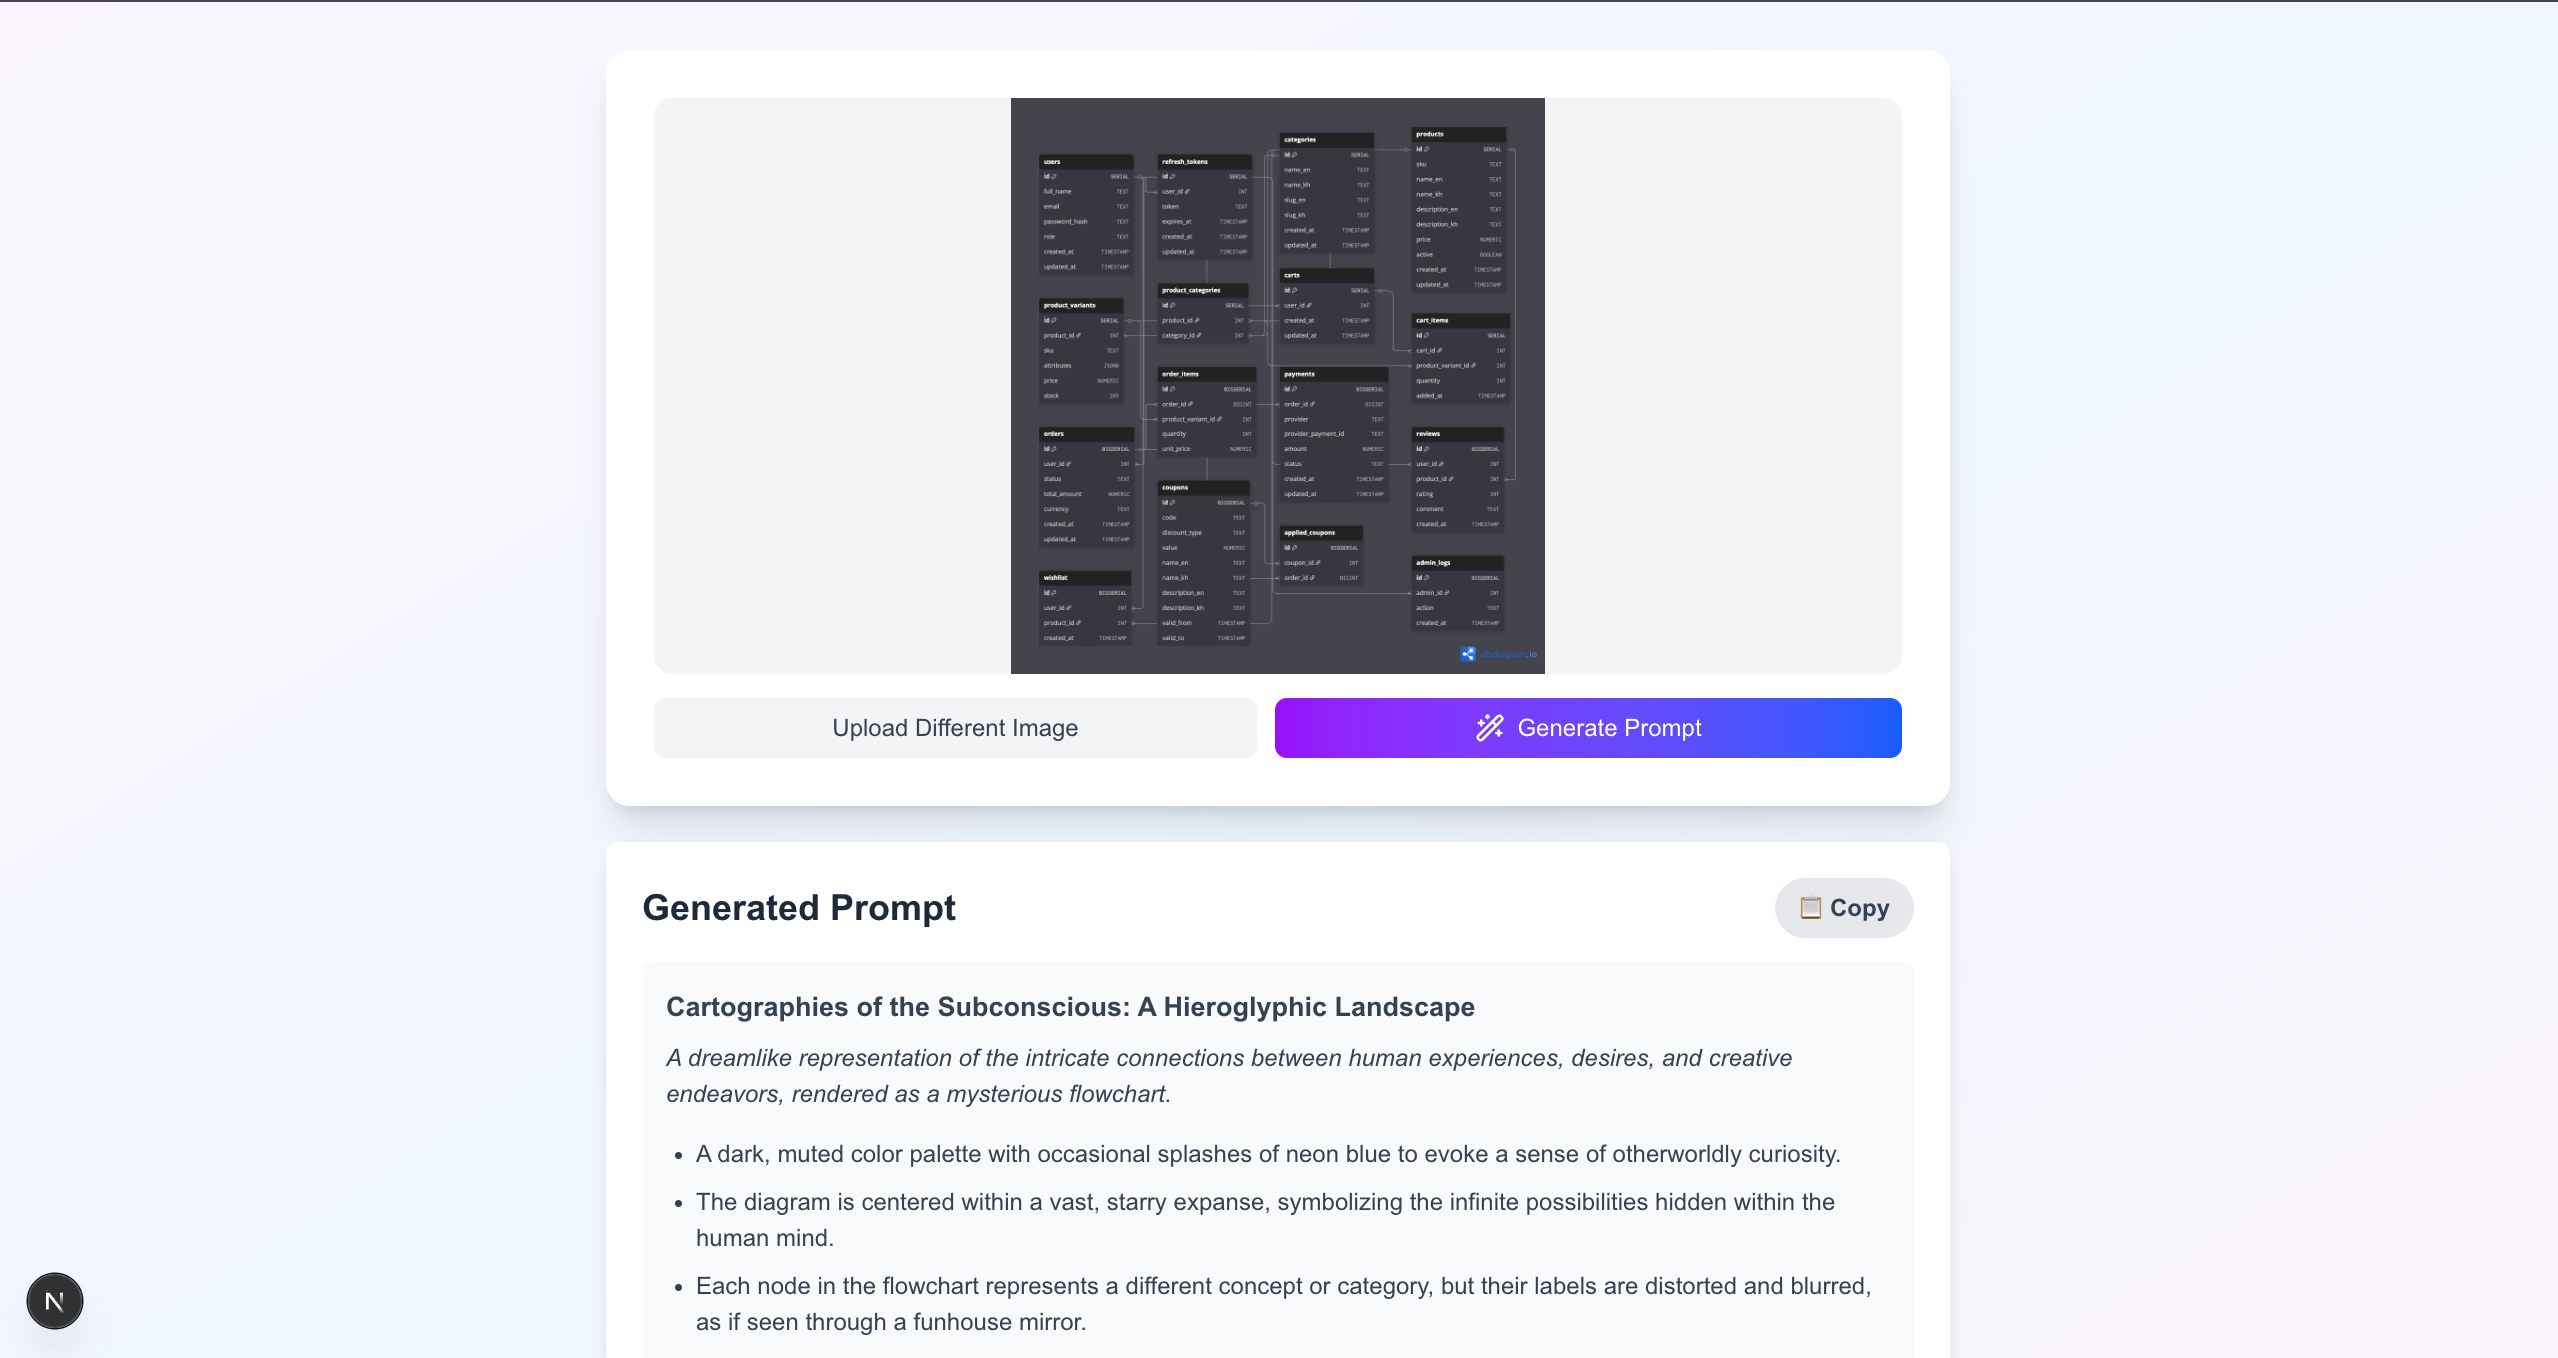 users
id SERIAL
full_name TEXT
email TEXT
password_hash TEXT
role TEXT
created_at TIMESTAMP
updated_at TIMESTAMP
product_variants
id SERIAL
product_id INT
sku TEXT
attributes JSONB
price NUMERIC
stock INT
orders
id BIGSERIAL
user_id INT
status TEXT
total_amount NUMERIC
currency TEXT
created_at TIMESTAMP
updated_at TIMESTAMP
wishlist
id BIGSERIAL
user_id INT
product_id INT
created_at TIMESTAMP
refresh_tokens
id SERIAL
user_id INT
token TEXT
expires_at TIMESTAMP
created_at TIMESTAMP
updated_at TIMESTAMP
product_categories
id SERIAL
product_id INT
category_id INT
order_items
id BIGSERIAL
order_id BIGINT
product_variant_id INT
quantity INT
unit_price NUMERIC
coupons
id BIGSERIAL
code TEXT
discount_type TEXT
value NUMERIC
name_en TEXT
name_kh TEXT
description_en TEXT
description_kh TEXT
valid_from TIMESTAMP
valid_to TIMESTAMP
categories
id SERIAL
name_en TEXT
name_kh TEXT
slug_en TEXT
slug_kh TEXT
created_at TIMESTAMP
updated_at TIMESTAMP
carts
id SERIAL
user_id INT
created_at TIMESTAMP
updated_at TIMESTAMP
payments
id BIGSERIAL
order_id BIGINT
provider TEXT
provider_payment_id TEXT
amount NUMERIC
status TEXT
created_at TIMESTAMP
updated_at TIMESTAMP
applied_coupons
id BIGSERIAL
coupon_id INT
order_id BIGINT
products
id SERIAL
sku TEXT
name_en TEXT
name_kh TEXT
description_en TEXT
description_kh TEXT
price NUMERIC
active BOOLEAN
created_at TIMESTAMP
updated_at TIMESTAMP
cart_items
id SERIAL
cart_id INT
product_variant_id INT
quantity INT
added_at TIMESTAMP
reviews
id BIGSERIAL
user_id INT
product_id INT
rating INT
comment TEXT
created_at TIMESTAMP
admin_logs
id BIGSERIAL
admin_id INT
action TEXT
created_at TIMESTAMP
dbdiagram.io
Upload Different Image
Generate Prompt
Generated Prompt
Copy
Cartographies of the Subconscious: A Hieroglyphic Landscape
A dreamlike representation of the intricate connections between human experiences, desires, and creative
endeavors, rendered as a mysterious flowchart.
• A dark, muted color palette with occasional splashes of neon blue to evoke a sense of otherworldly curiosity.
• The diagram is centered within a vast, starry expanse, symbolizing the infinite possibilities hidden within the
human mind.
• Each node in the flowchart represents a different concept or category, but their labels are distorted and blurred,
as if seen through a funhouse mirror.
N